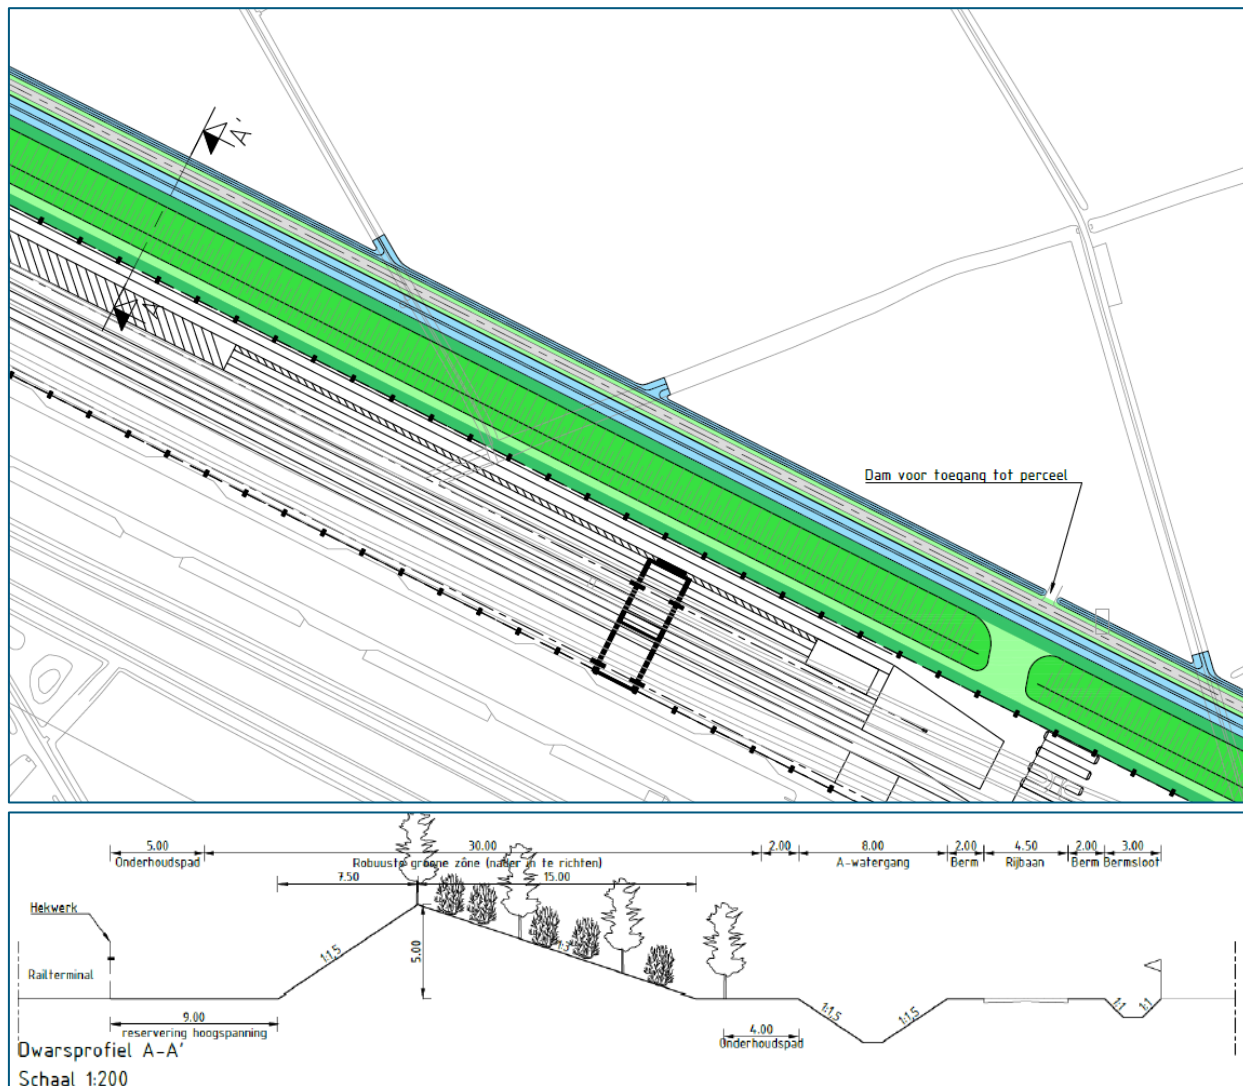 A'
A
Dam voor toegang tot perceel
5.00 30.00 2.00 8.00 2.00 4.50 2.00 3.00
Onderhoudspad Robuuste groene zône (nader in te richten) A-watergang Berm Rijbaan Berm Bermsloot
7.50 15.00
Hekwerk
1:1,5 5.00 1:3
Railterminal
1:1,5 1:1,5 1:1 1:1
9.00 4.00
reservering hoogspanning Onderhoudspad
Dwarsprofiel A-A'
Schaal 1:200